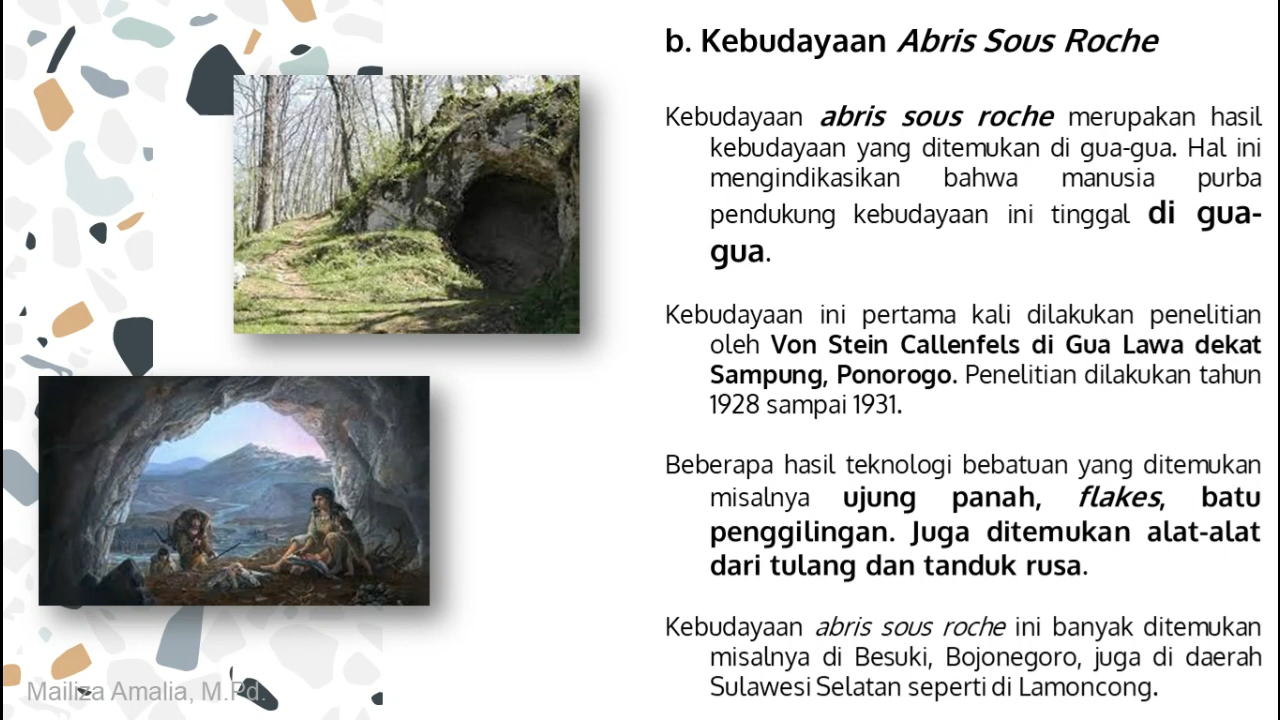 b. Kebudayaan Abris Sous Roche
Kebudayaan abris sous roche merupakan hasil
kebudayaan yang ditemukan di gua-gua. Hal ini
mengindikasikan bahwa manusia purba
pendukung kebudayaan ini tinggal di gua-
gua.
Kebudayaan ini pertama kali dilakukan penelitian
oleh Von Stein Callenfels di Gua Lawa dekat
Sampung, Ponorogo. Penelitian dilakukan tahun
1928 sampai 1931.
Beberapa hasil teknologi bebatuan yang ditemukan
misalnya ujung panah, flakes, batu
penggilingan. Juga ditemukan alat-alat
dari tulang dan tanduk rusa.
Kebudayaan abris sous roche ini banyak ditemukan
misalnya di Besuki, Bojonegoro, juga di daerah
Sulawesi Selatan seperti di Lamoncong.
Mailiza Amalia, M.Pd.